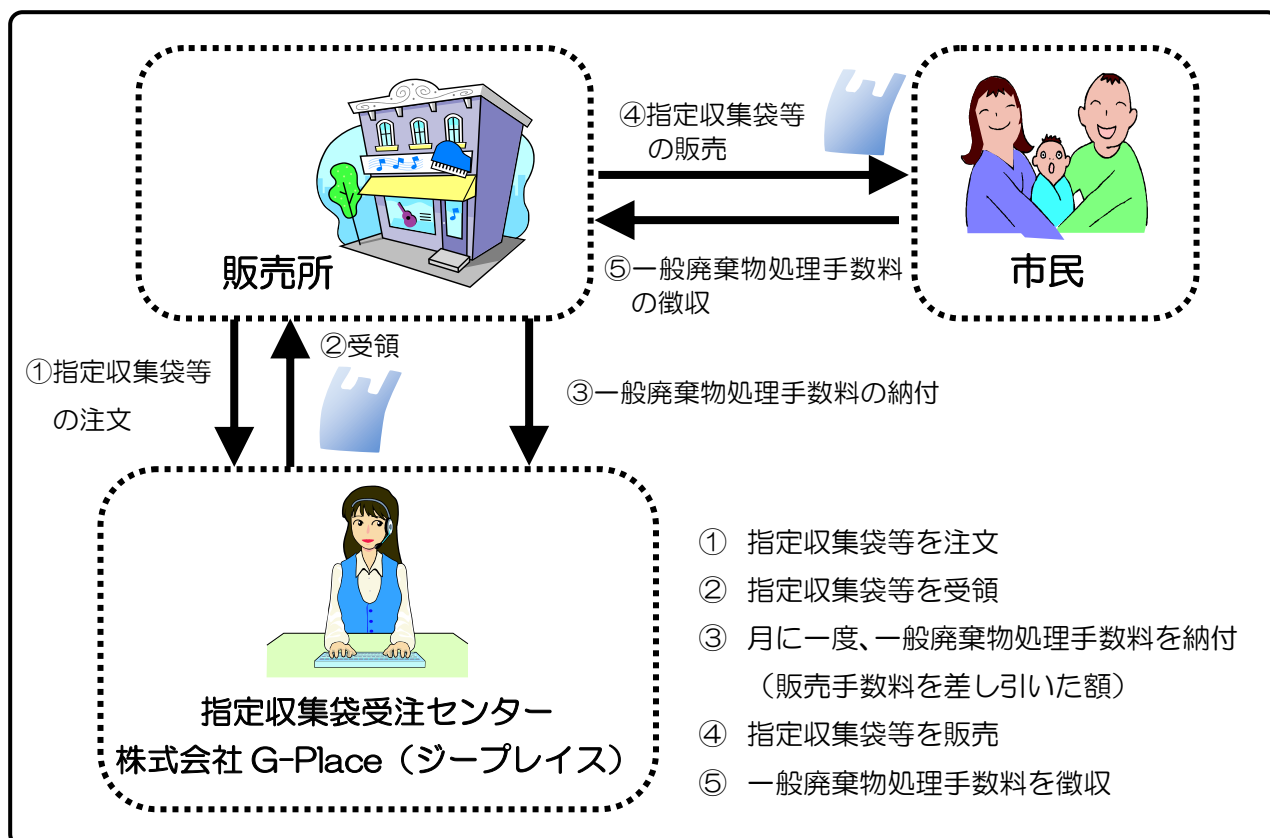 ④指定収集袋等
の販売
販売所
市民
⑤一般廃棄物処理手数料
の徴収
①指定収集袋等
の注文
②受領
③一般廃棄物処理手数料の納付
指定収集袋受注センター
株式会社 G-Place（ジープレイス）
① 指定収集袋等を注文
② 指定収集袋等を受領
③ 月に一度、一般廃棄物処理手数料を納付
（販売手数料を差し引いた額）
④ 指定収集袋等を販売
⑤ 一般廃棄物処理手数料を徴収